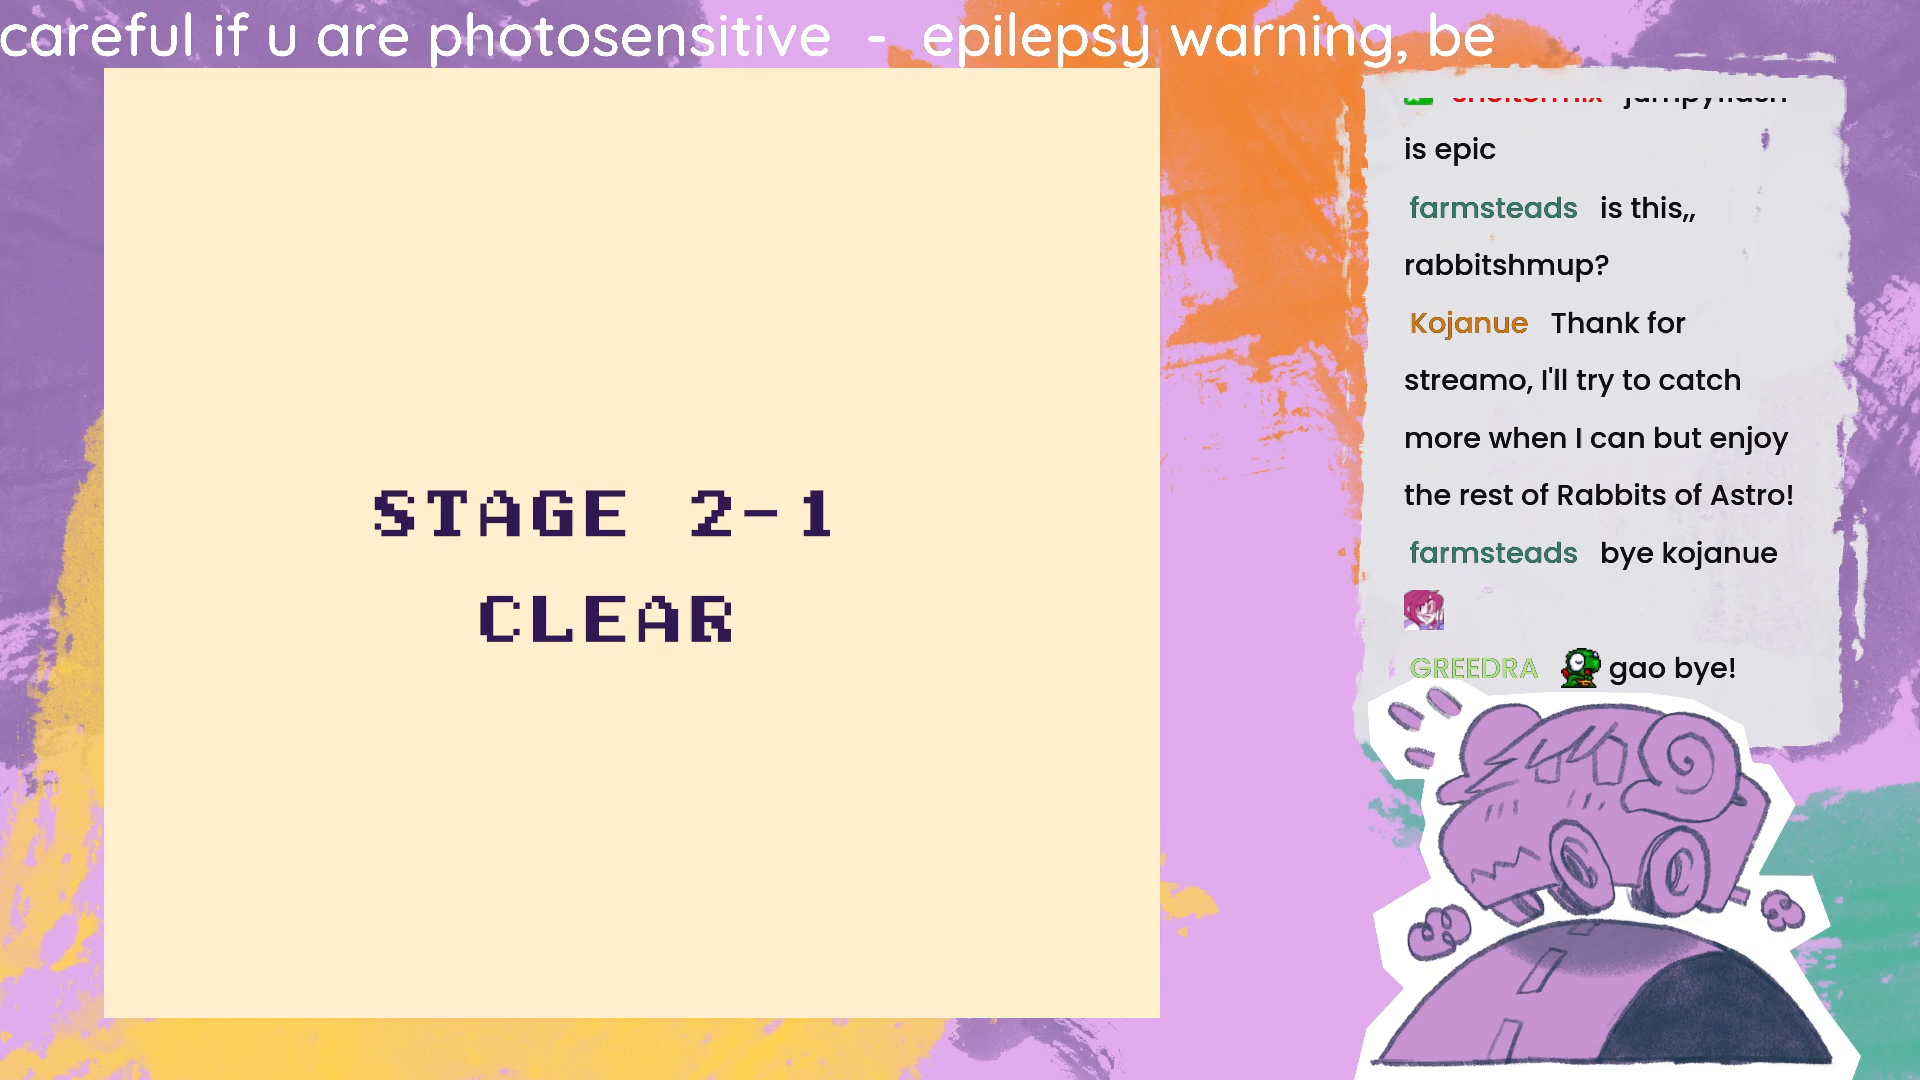 careful if u are photosensitive - epilepsy warning, be
STAGE 2-1
CLEAR
is epic
farmsteads is this,,
rabbitshmup?
Kojanue Thank for
streamo, I'll try to catch
more when I can but enjoy
the rest of Rabbits of Astro!
farmsteads bye kojanue
GREEDRA gao bye!